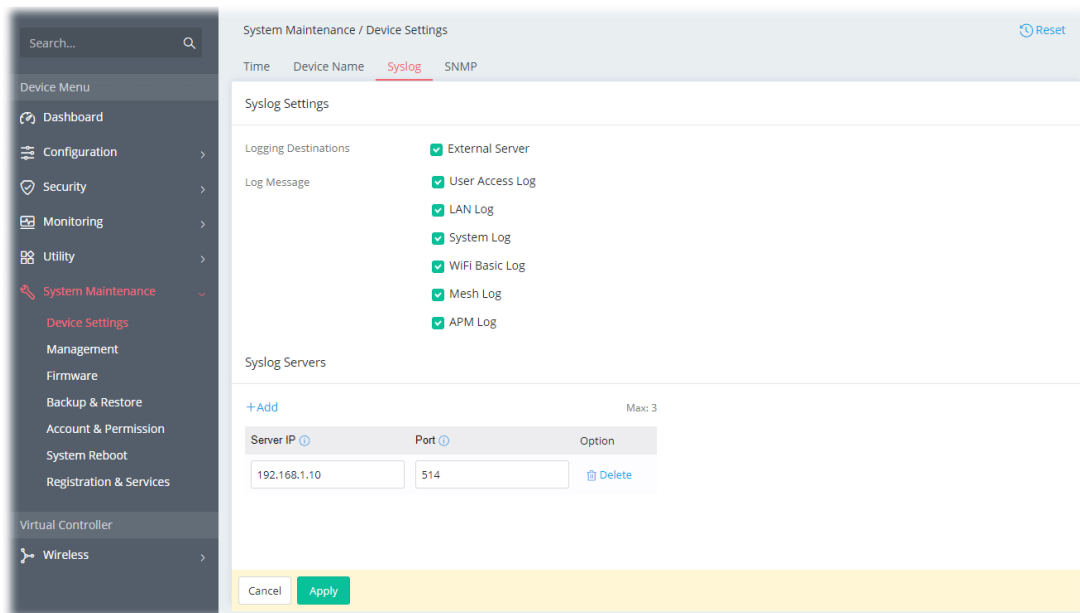 Search...
Device Menu
Dashboard
Configuration
Security
Monitoring
Utility
System Maintenance
Device Settings
Management
Firmware
Backup & Restore
Account & Permission
System Reboot
Registration & Services
Virtual Controller
Wireless
System Maintenance / Device Settings
Reset
Time Device Name Syslog SNMP
Syslog Settings
Logging Destinations External Server
Log Message User Access Log
LAN Log
System Log
WiFi Basic Log
Mesh Log
APM Log
Syslog Servers
+Add Max: 3
Server IP Port Option
192.168.1.10 514 Delete
Cancel Apply